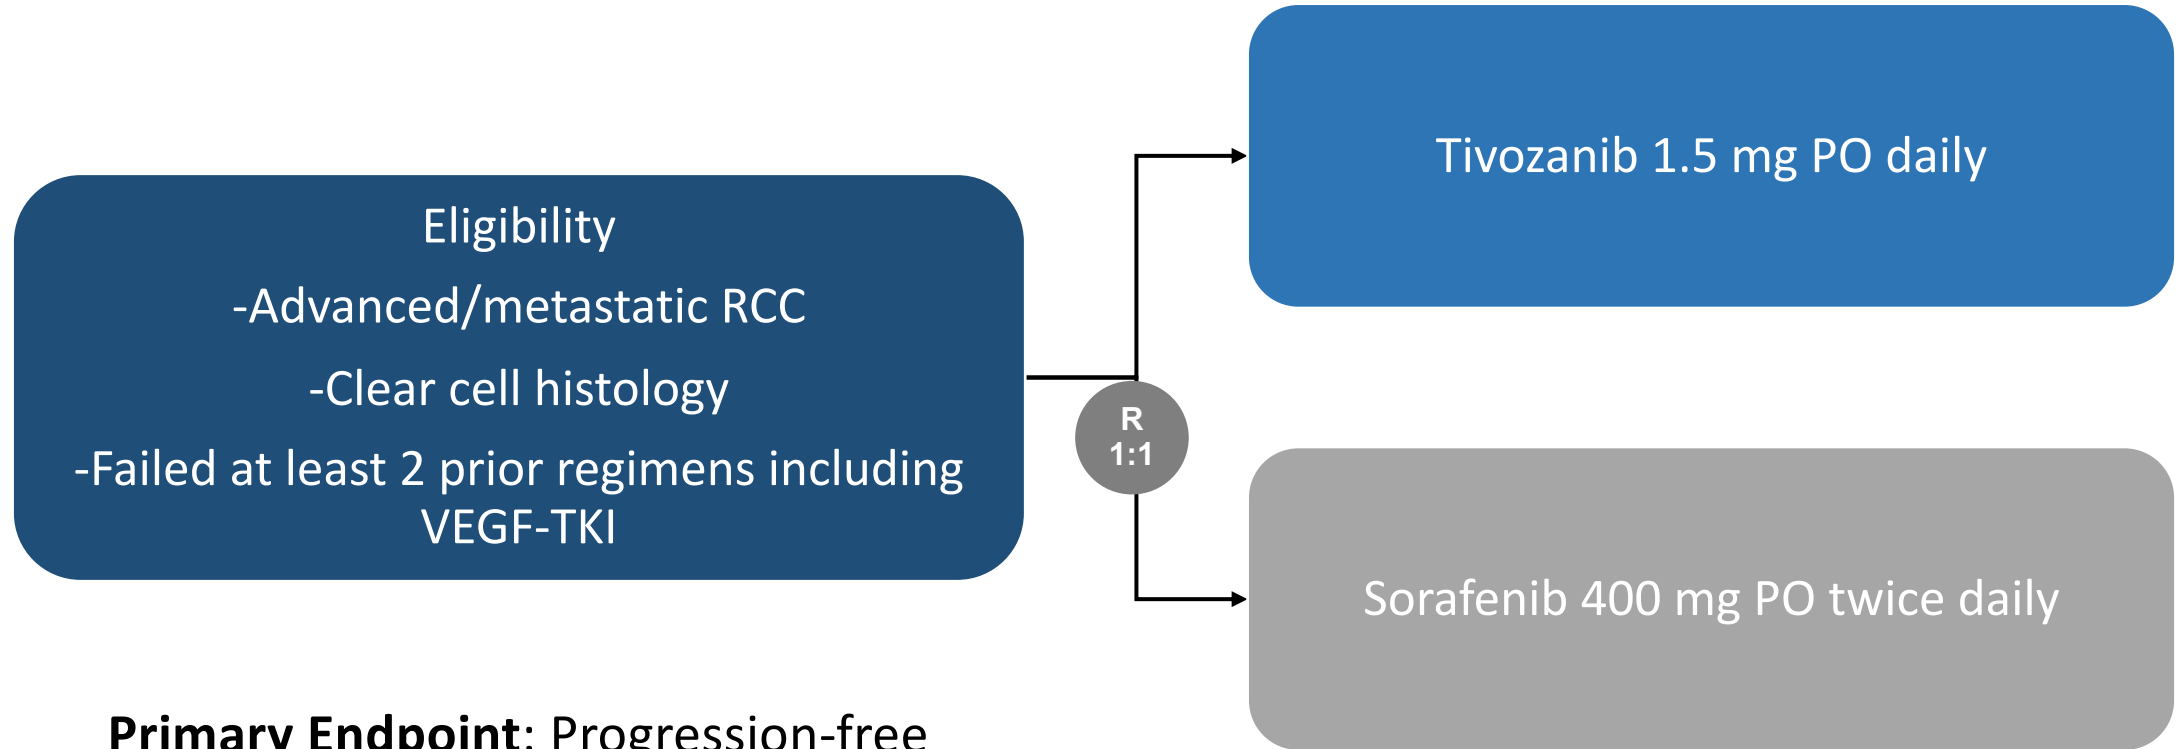 Eligibility
-Advanced/metastatic RCC
-Clear cell histology
-Failed at least 2 prior regimens including
VEGF-TKI
R
1:1
Tivozanib 1.5 mg PO daily
Sorafenib 400 mg PO twice daily
Primary Endpoint: Progression-free